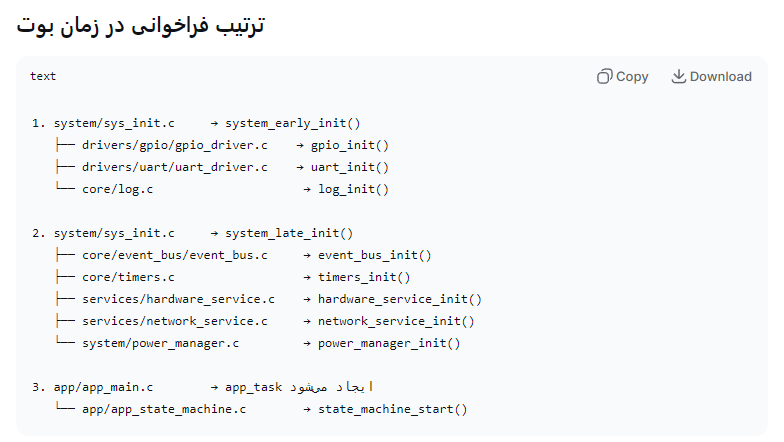 ترتیب فراخوانی در زمان بوت
text
Copy
Download
1. system/sys_init.c → system_early_init()
├── drivers/gpio/gpio_driver.c → gpio_init()
├── drivers/uart/uart_driver.c → uart_init()
└── core/log.c → log_init()
2. system/sys_init.c → system_late_init()
├── core/event_bus/event_bus.c → event_bus_init()
├── core/timers.c → timers_init()
├── services/hardware_service.c → hardware_service_init()
├── services/network_service.c → network_service_init()
└── system/power_manager.c → power_manager_init()
3. app/app_main.c → app_task ایجاد می‌شود
└── app/app_state_machine.c → state_machine_start()